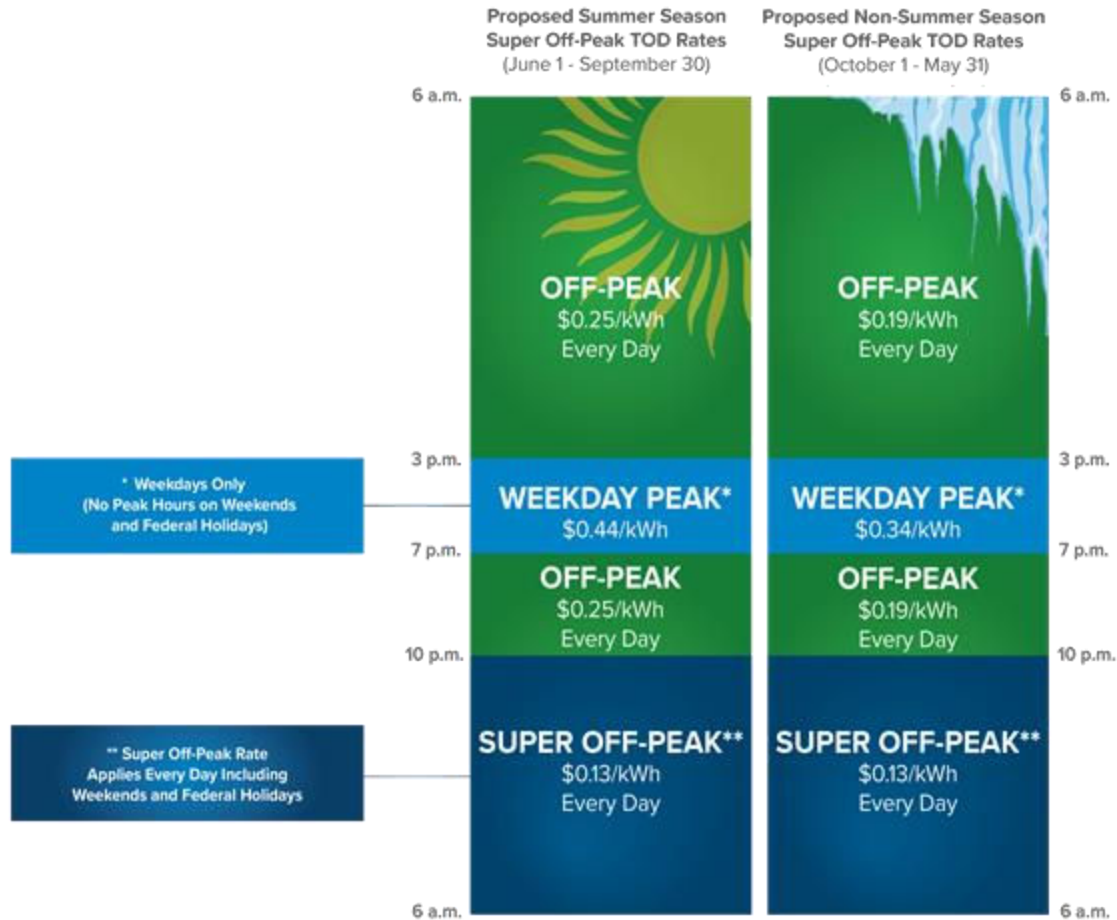 Proposed Summer Season
Super Off-Peak TOD Rates
(June 1 - September 30)
Proposed Non-Summer Season
Super Off-Peak TOD Rates
(October 1 - May 31)
6 a.m.
6 a.m.
OFF-PEAK
$0.25/kWh
Every Day
OFF-PEAK
$0.19/kWh
Every Day
3 p.m.
3 p.m.
* Weekdays Only
(No Peak Hours on Weekends
and Federal Holidays)
WEEKDAY PEAK*
$0.44/kWh
WEEKDAY PEAK*
$0.34/kWh
7 p.m.
7 p.m.
OFF-PEAK
$0.25/kWh
Every Day
OFF-PEAK
$0.19/kWh
Every Day
10 p.m.
10 p.m.
** Super Off-Peak Rate
Applies Every Day Including
Weekends and Federal Holidays
SUPER OFF-PEAK**
$0.13/kWh
Every Day
SUPER OFF-PEAK**
$0.13/kWh
Every Day
6 a.m.
6 a.m.